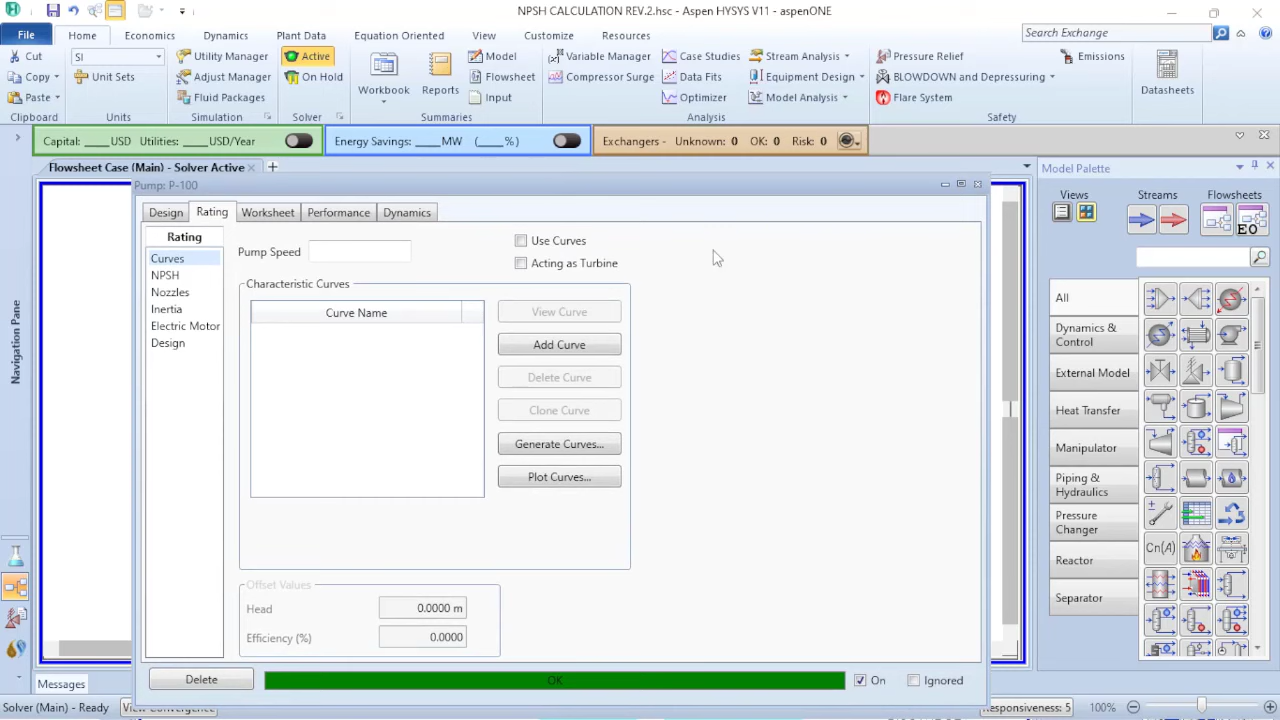 NPSH CALCULATION REV.2.hsc - Aspen HYSYS V11 - aspenONE
File Home Economics Dynamics Plant Data Equation Oriented View Customize Resources Search Exchange
Cut SI Utility Manager Active Model Variable Manager Case Studies Stream Analysis Pressure Relief Emissions
Copy Unit Sets Adjust Manager On Hold Workbook Reports Flowsheet Compressor Surge Data Fits Equipment Design BLOWDOWN and Depressuring Datasheets
Paste Fluid Packages Input Optimizer Model Analysis Flare System
Clipboard Units Simulation Solver Summaries Analysis Safety
Capital: ____ USD Utilities: ____ USD/Year Energy Savings: ____ MW (____ %) Exchangers - Unknown: 0 OK: 0 Risk: 0
Flowsheet Case (Main) - Solver Active
Model Palette
Pump: P-100
Views Streams Flowsheets
EO
Design Rating Worksheet Performance Dynamics
Rating
Curves
NPSH
Nozzles
Inertia
Electric Motor
Design
Pump Speed
Use Curves
Acting as Turbine
Characteristic Curves
Curve Name
View Curve
Add Curve
Delete Curve
Clone Curve
Generate Curves...
Plot Curves...
Offset Values
Head 0.0000 m
Efficiency (%) 0.0000
Delete OK On Ignored
Navigation Pane
All
Dynamics &
Control
External Model
Heat Transfer
Manipulator
Piping &
Hydraulics
Pressure
Changer
Cn(A)
Reactor
Separator
Messages
Solver (Main) - Ready View Convergence Responsiveness: 5 100%